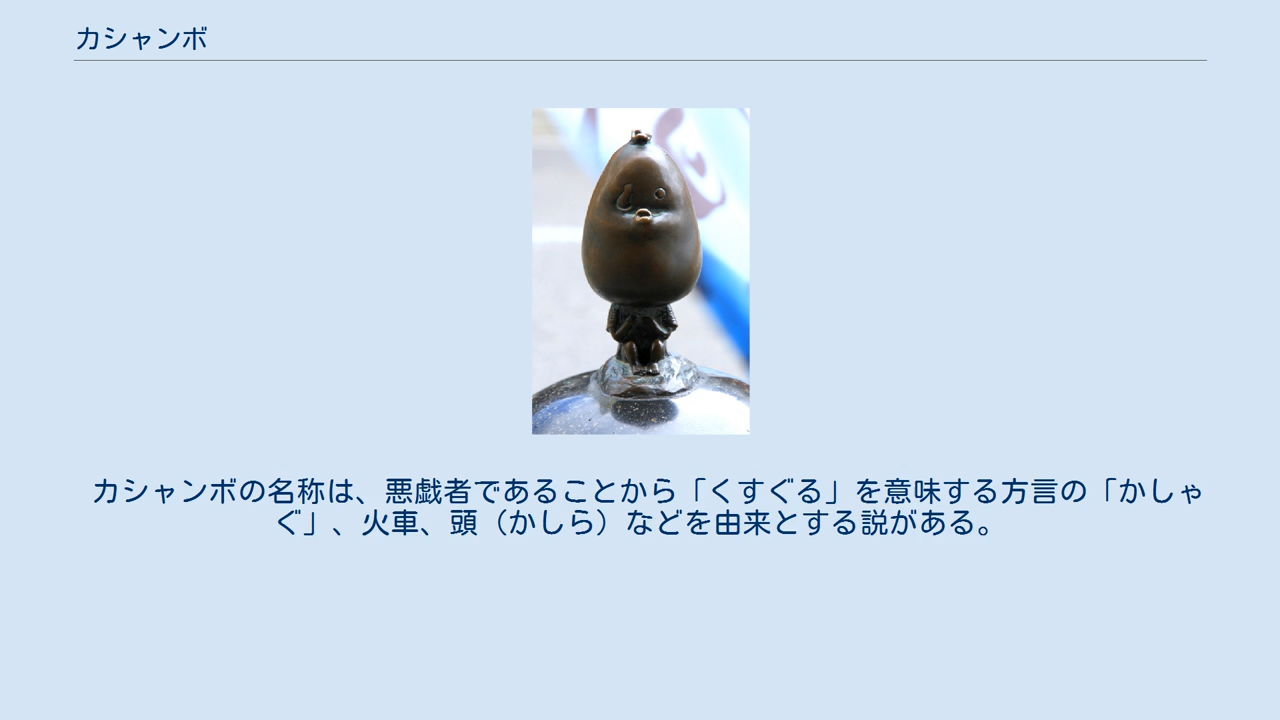 カシャンボ
カシャンボの名称は、悪戯者であることから「くすぐる」を意味する方言の「かしゃ
ぐ」、火車、頭（かしら）などを由来とする説がある。